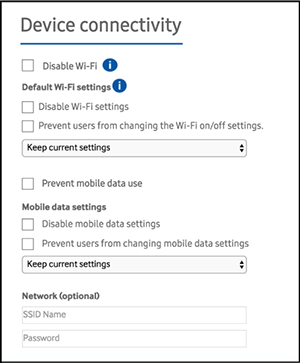 Device connectivity
Disable Wi-Fi i
Default Wi-Fi settings i
Disable Wi-Fi settings
Prevent users from changing the Wi-Fi on/off settings.
Keep current settings
Prevent mobile data use
Mobile data settings
Disable mobile data settings
Prevent users from changing mobile data settings
Keep current settings
Network (optional)
SSID Name
Password